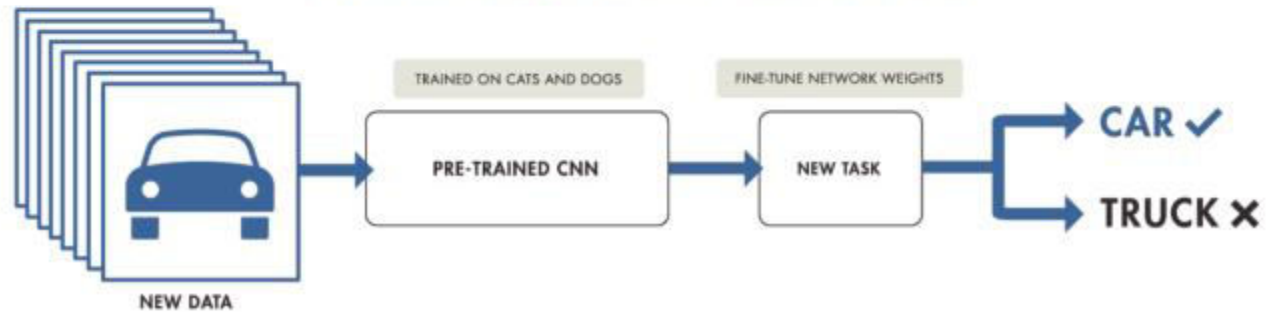 TRAINED ON CATS AND DOGS
FINE-TUNE NETWORK WEIGHTS
PRE-TRAINED CNN
NEW TASK
CAR ✓
TRUCK ✗
NEW DATA